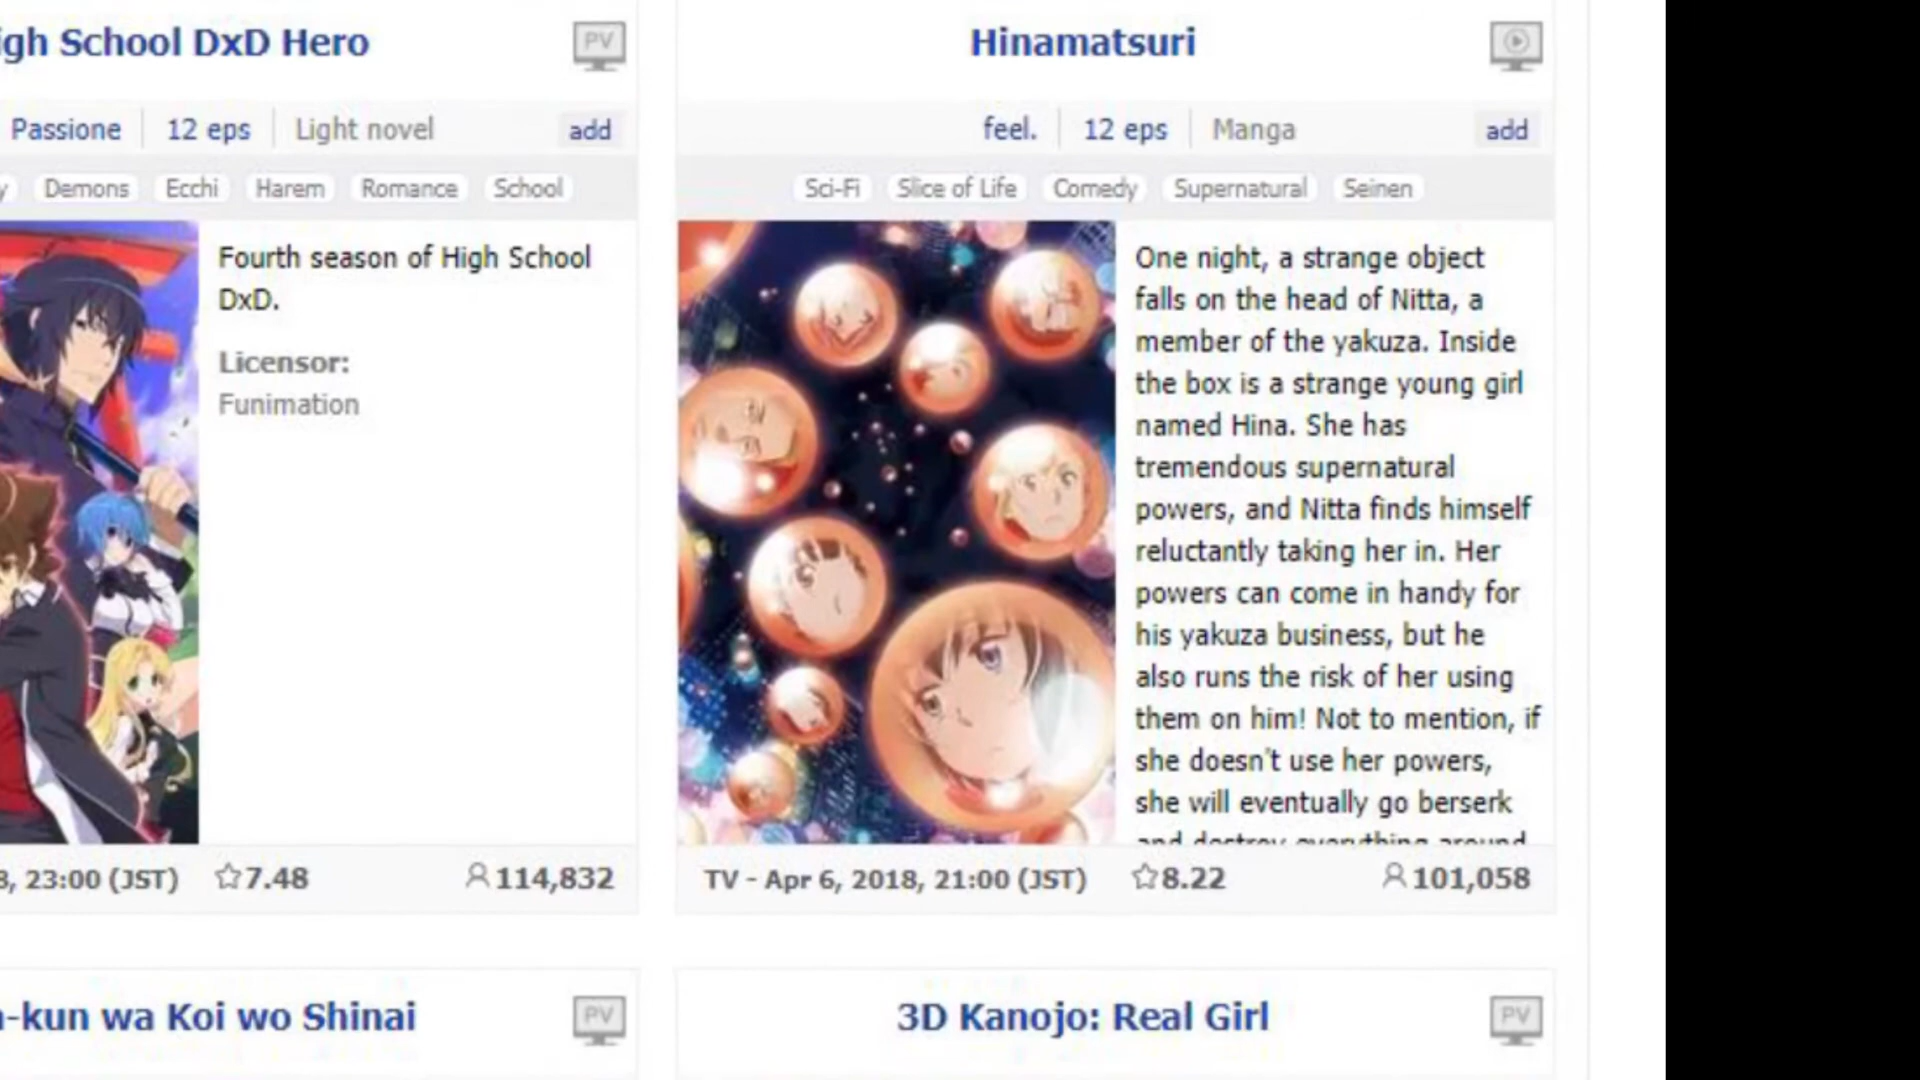 igh School DxD Hero
PV
Passione
12 eps
Light novel
add
y
Demons
Ecchi
Harem
Romance
School
Fourth season of High School
DxD.
Licensor:
Funimation
8, 23:00 (JST)
7.48
114,832
Hinamatsuri
feel.
12 eps
Manga
add
Sci-Fi
Slice of Life
Comedy
Supernatural
Seinen
One night, a strange object
falls on the head of Nitta, a
member of the yakuza. Inside
the box is a strange young girl
named Hina. She has
tremendous supernatural
powers, and Nitta finds himself
reluctantly taking her in. Her
powers can come in handy for
his yakuza business, but he
also runs the risk of her using
them on him! Not to mention, if
she doesn't use her powers,
she will eventually go berserk
and destroy everything around
TV - Apr 6, 2018, 21:00 (JST)
8.22
101,058
-kun wa Koi wo Shinai
PV
3D Kanojo: Real Girl
PV